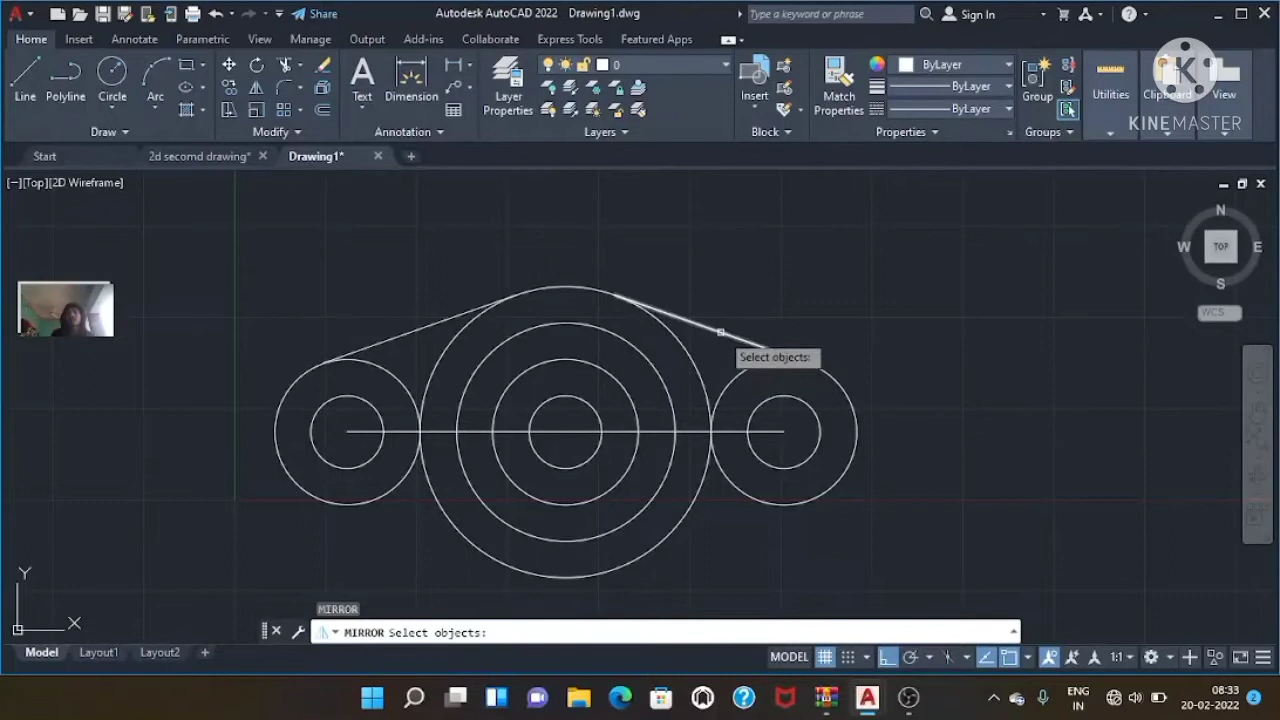 Share
Autodesk AutoCAD 2022 Drawing1.dwg
Type a keyword or phrase
Sign In
Home Insert Annotate Parametric View Manage Output Add-ins Collaborate Express Tools Featured Apps
0
ByLayer
ByLayer
ByLayer
Line Polyline Circle Arc
Text Dimension
Layer
Properties
Insert
Match
Properties
Group
Utilities
Clipboard
View
K
KINEMASTER
Draw Modify Annotation Layers Block Properties Groups
Start 2d secomd drawing* Drawing1*
[−][Top][2D Wireframe]
N
W TOP E
S
WCS
Select objects:
Y
X
MIRROR
MIRROR Select objects:
Model Layout1 Layout2 +
MODEL 1:1
A
ENG
IN
08:33
20-02-2022
2